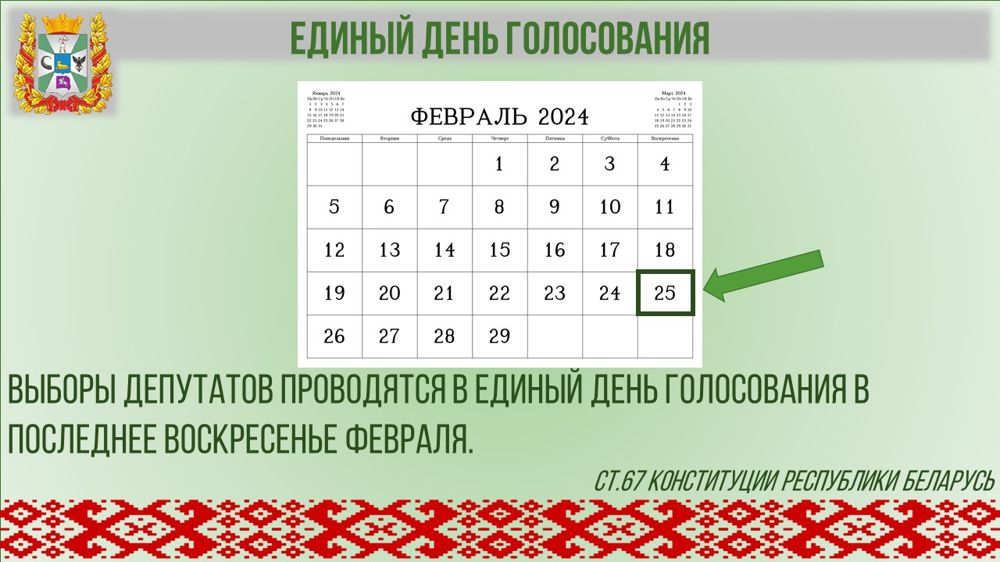 ЕДИНЫЙ ДЕНЬ ГОЛОСОВАНИЯ
Январь 2024
Пн Вт Ср Чт Пт Сб Вс
1 2 3 4 5 6 7
8 9 10 11 12 13 14
15 16 17 18 19 20 21
22 23 24 25 26 27 28
29 30 31
Март 2024
Пн Вт Ср Чт Пт Сб Вс
1 2 3
4 5 6 7 8 9 10
11 12 13 14 15 16 17
18 19 20 21 22 23 24
25 26 27 28 29 30 31
ФЕВРАЛЬ 2024
Понедельник Вторник Среда Четверг Пятница Суббота Воскресенье
1 2 3 4
5 6 7 8 9 10 11
12 13 14 15 16 17 18
19 20 21 22 23 24 25
26 27 28 29
ВЫБОРЫ ДЕПУТАТОВ ПРОВОДЯТСЯ В ЕДИНЫЙ ДЕНЬ ГОЛОСОВАНИЯ В
ПОСЛЕДНЕЕ ВОСКРЕСЕНЬЕ ФЕВРАЛЯ.
СТ.67 КОНСТИТУЦИИ РЕСПУБЛИКИ БЕЛАРУСЬ